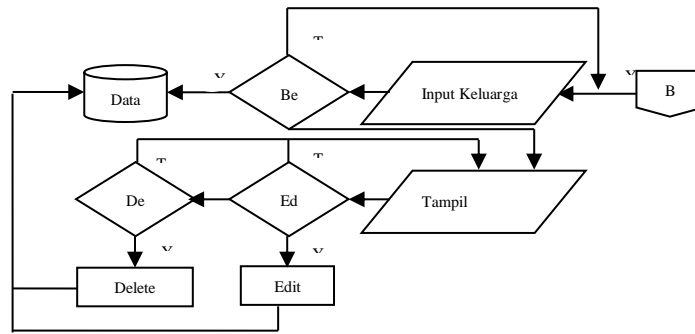 T
Data
Y
Be
Input Keluarga
Y
B
T
T
De
Ed
Tampil
Y
Y
Delete
Edit